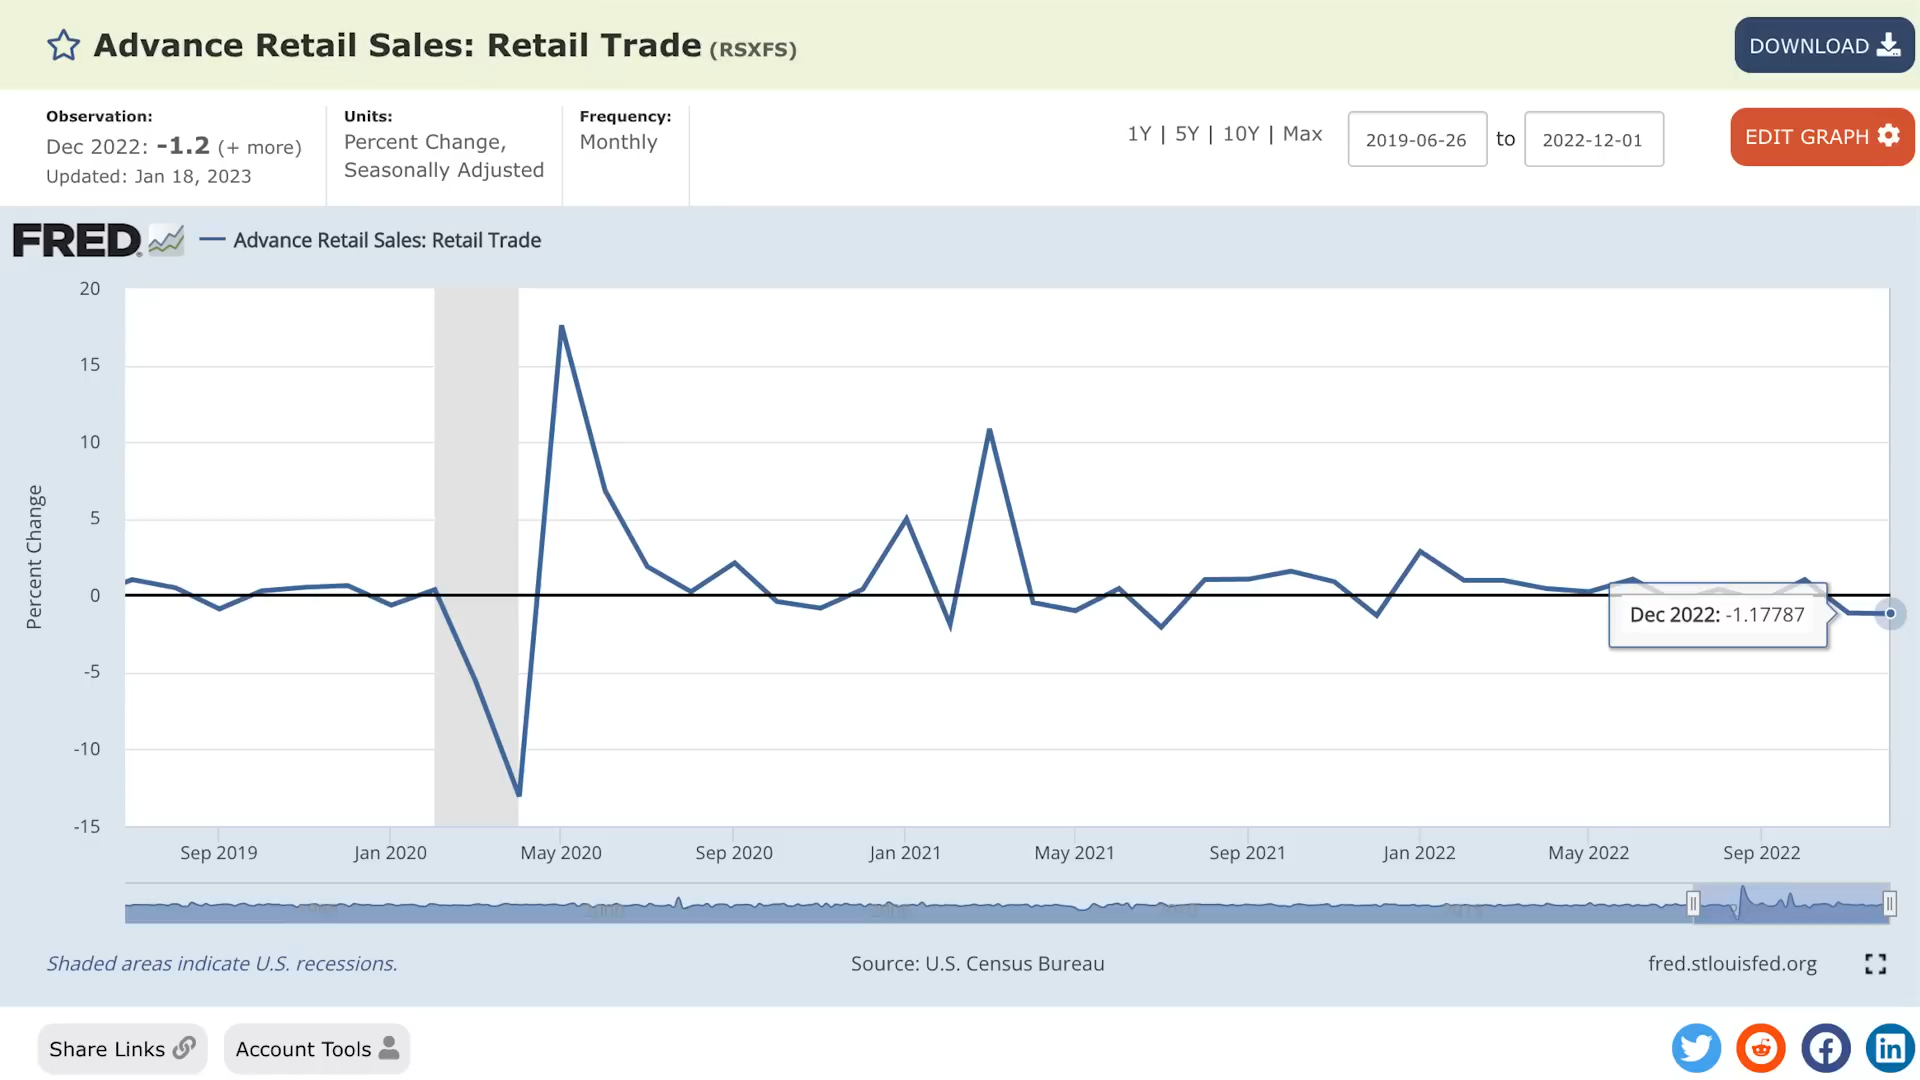 Advance Retail Sales: Retail Trade (RSXFS)
DOWNLOAD
Observation:
Dec 2022: -1.2 (+ more)
Updated: Jan 18, 2023
Units:
Percent Change,
Seasonally Adjusted
Frequency:
Monthly
1Y | 5Y | 10Y | Max
2019-06-26 to 2022-12-01
EDIT GRAPH
FRED
Advance Retail Sales: Retail Trade
Percent Change
20
15
10
5
0
-5
-10
-15
Dec 2022: -1.17787
Sep 2019
Jan 2020
May 2020
Sep 2020
Jan 2021
May 2021
Sep 2021
Jan 2022
May 2022
Sep 2022
Shaded areas indicate U.S. recessions.
Source: U.S. Census Bureau
fred.stlouisfed.org
Share Links
Account Tools